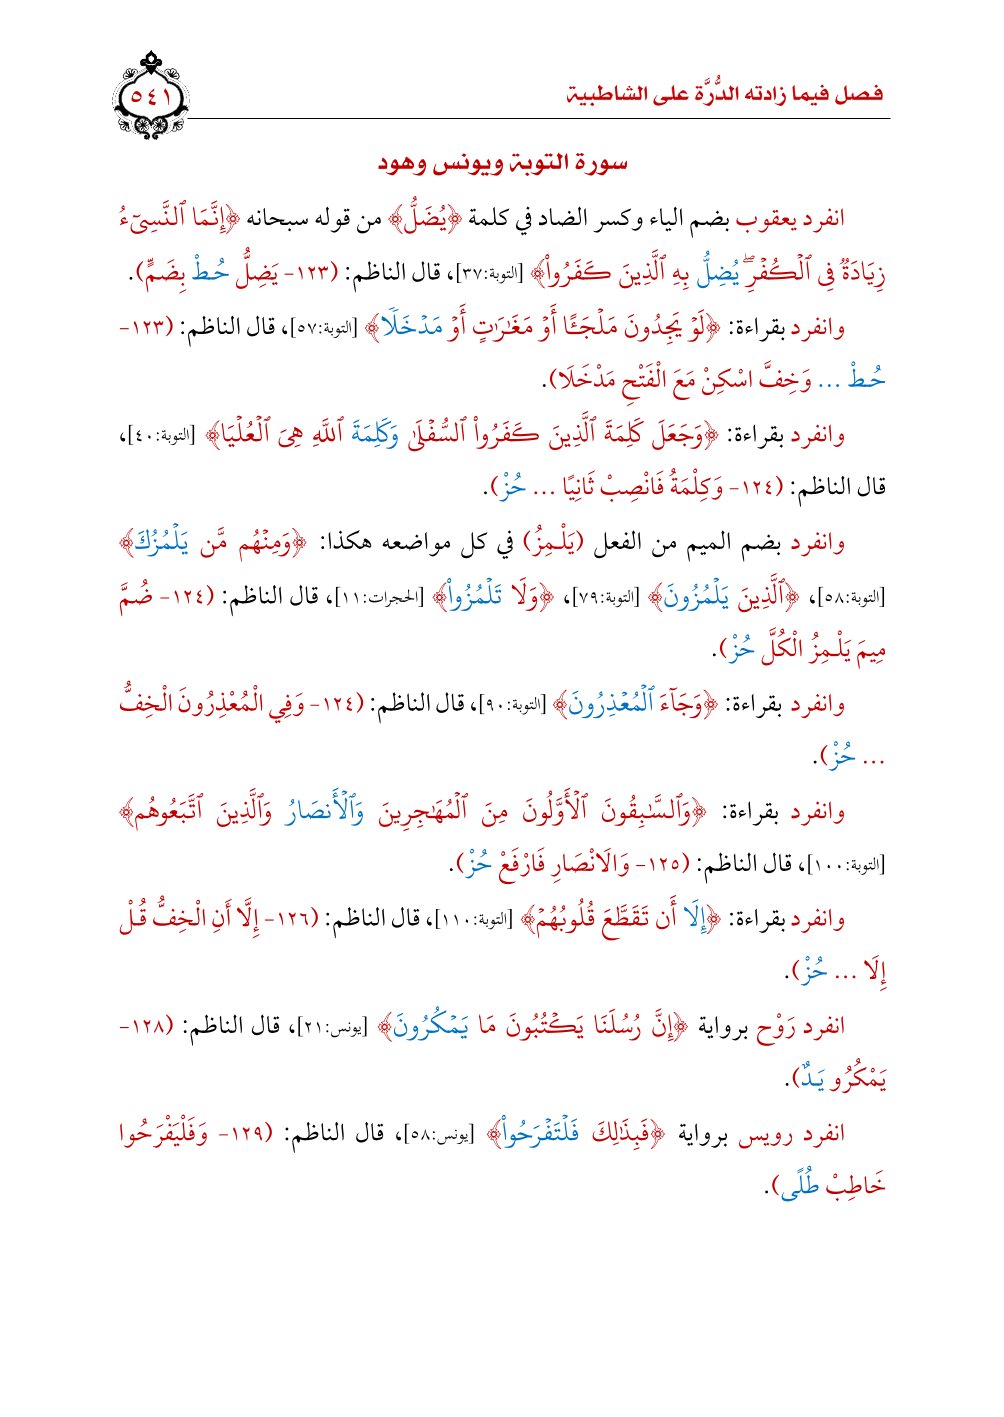 فصل فيما زادته الدُّرَّة على الشاطبية
٥٤١
سورة التوبة ويونس وهود
انفرد يعقوب بضم الياء وكسر الضاد في كلمة ﴿يُضَلُّ﴾ من قوله سبحانه ﴿إِنَّمَا ٱلنَّسِيٓءُ
زِيَادَةٞ فِي ٱلۡكُفۡرِۖ يُضِلُّ بِهِ ٱلَّذِينَ كَفَرُواْ﴾ [التوبة:٣٧]، قال الناظم: (١٢٣- يَضِلُّ حُطْ بِضَمٍّ).
وانفرد بقراءة: ﴿لَوۡ يَجِدُونَ مَلۡجَـًٔا أَوۡ مَغَٰرَٰتٍ أَوۡ مَدۡخَلٗا﴾ [التوبة:٥٧]، قال الناظم: (١٢٣-
حُطْ ... وَخِفَّ اسْكِنْ مَعَ الْفَتْحِ مَدْخَلَا).
وانفرد بقراءة: ﴿وَجَعَلَ كَلِمَةَ ٱلَّذِينَ كَفَرُواْ ٱلسُّفۡلَىٰ وَكَلِمَةَ ٱللَّهِ هِيَ ٱلۡعُلۡيَا﴾ [التوبة:٤٠]،
قال الناظم: (١٢٤- وَكِلْمَةُ فَانْصِبْ ثَانِيًا ... حُزْ).
وانفرد بضم الميم من الفعل (يَلْمِزُ) في كل مواضعه هكذا: ﴿وَمِنۡهُم مَّن يَلۡمُزُكَ﴾
[التوبة:٥٨]، ﴿ٱلَّذِينَ يَلۡمُزُونَ﴾ [التوبة:٧٩]، ﴿وَلَا تَلۡمُزُواْ﴾ [الحجرات:١١]، قال الناظم: (١٢٤- ضُمَّ
مِيمَ يَلْمِزُ الْكُلَّ حُزْ).
وانفرد بقراءة: ﴿وَجَآءَ ٱلۡمُعۡذِرُونَ﴾ [التوبة:٩٠]، قال الناظم: (١٢٤- وَفِي الْمُعْذِرُونَ الْخِفُّ
... حُزْ).
وانفرد بقراءة: ﴿وَٱلسَّٰبِقُونَ ٱلۡأَوَّلُونَ مِنَ ٱلۡمُهَٰجِرِينَ وَٱلۡأَنصَارُ وَٱلَّذِينَ ٱتَّبَعُوهُم﴾
[التوبة:١٠٠]، قال الناظم: (١٢٥- وَالَانْصَارِ فَارْفَعْ حُزْ).
وانفرد بقراءة: ﴿إِلَا أَن تَقَطَّعَ قُلُوبُهُمۡ﴾ [التوبة:١١٠]، قال الناظم: (١٢٦- إِلَّا أَنِ الْخِفُّ قُلْ
إِلَا ... حُزْ).
انفرد رَوْح برواية ﴿إِنَّ رُسُلَنَا يَكۡتُبُونَ مَا يَمۡكُرُونَ﴾ [يونس:٢١]، قال الناظم: (١٢٨-
يَمْكُرُو يَدٌ).
انفرد رويس برواية ﴿فَبِذَٰلِكَ فَلۡتَفۡرَحُواْ﴾ [يونس:٥٨]، قال الناظم: (١٢٩- وَفَلْيَفْرَحُوا
خَاطِبْ طُلًى).